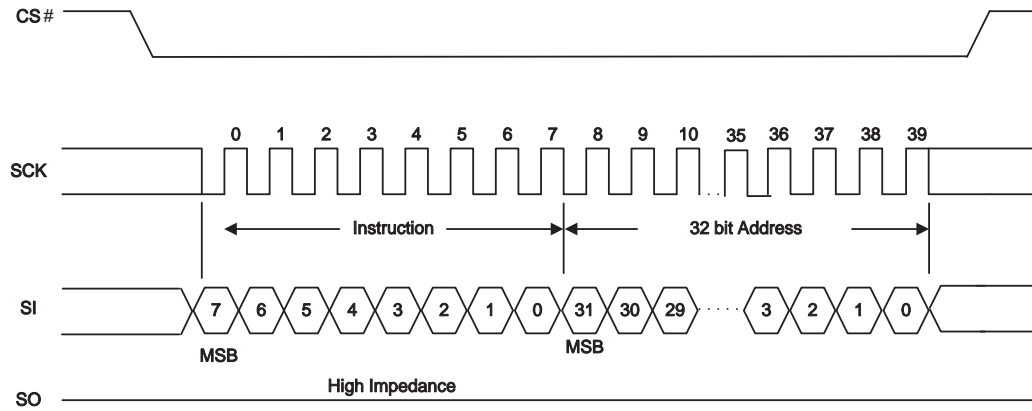 CS#
0 1 2 3 4 5 6 7 8 9 10 35 36 37 38 39
SCK
Instruction 32 bit Address
SI 7 6 5 4 3 2 1 0 31 30 29 3 2 1 0
MSB MSB
High Impedance
SO